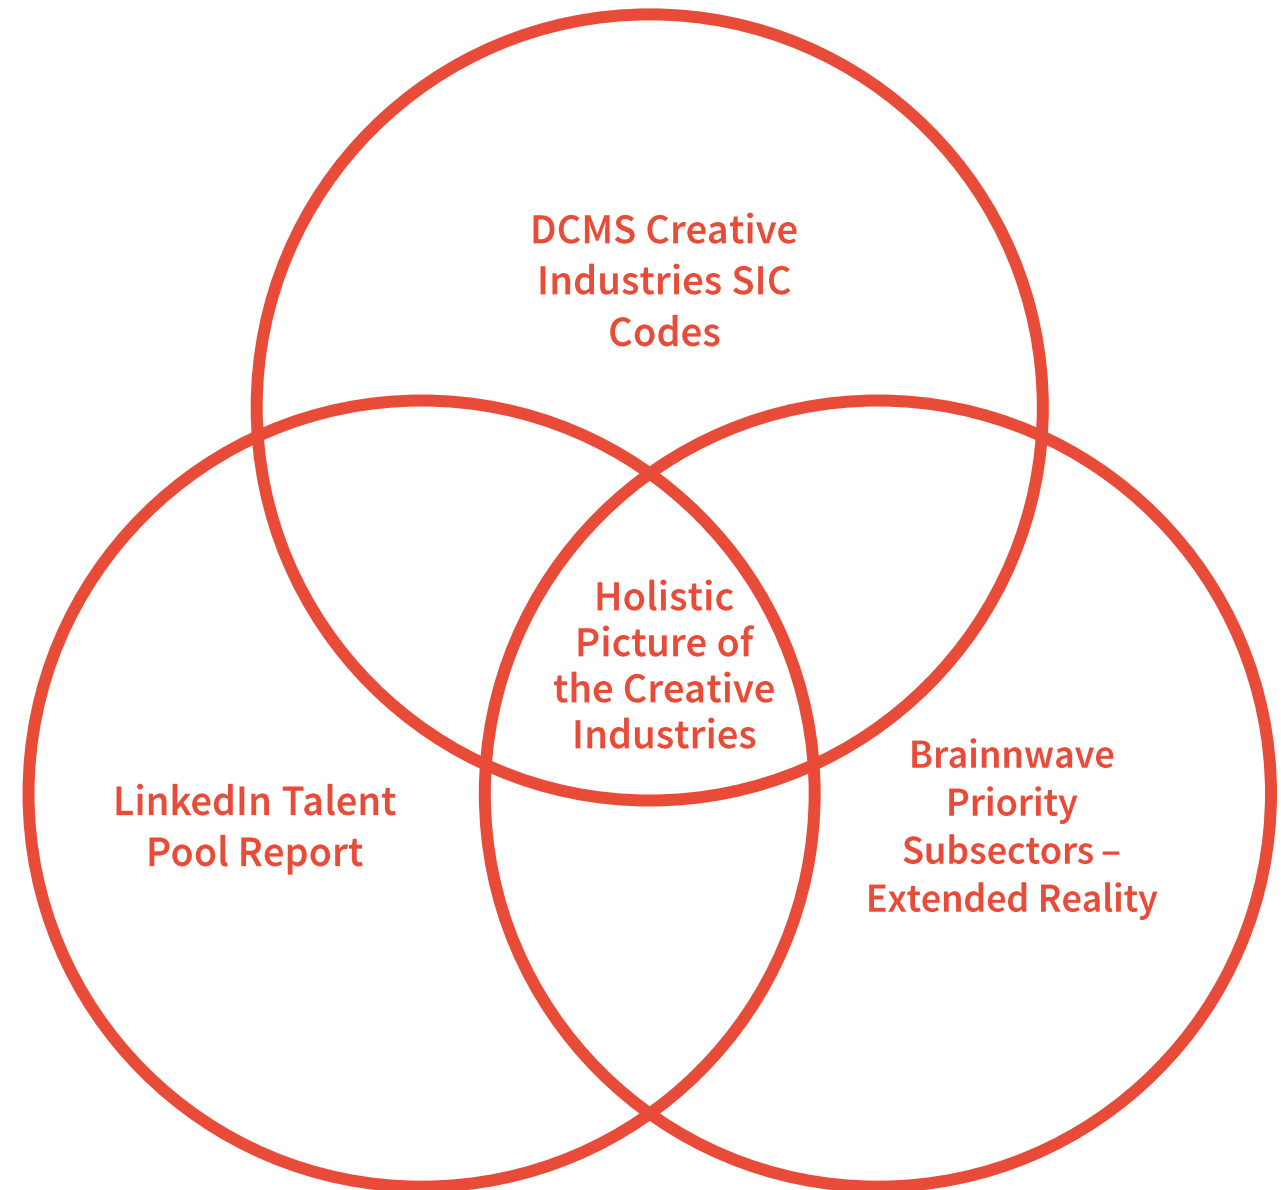 DCMS Creative
Industries SIC
Codes
Holistic
Picture of
the Creative
Industries
LinkedIn Talent
Pool Report
Brainnwave
Priority
Subsectors –
Extended Reality